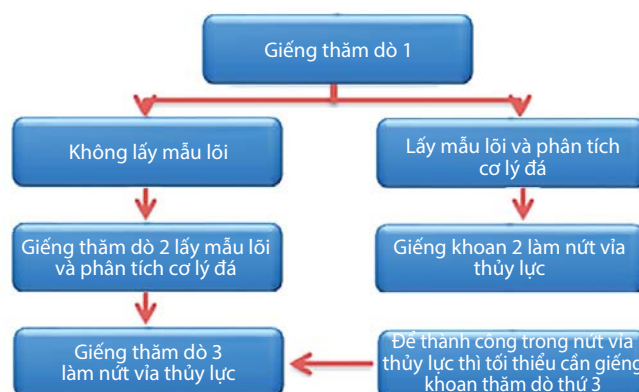 Giếng thăm dò 1
Không lấy mẫu lõi
Lấy mẫu lõi và phân tích
cơ lý đá
Giếng thăm dò 2 lấy mẫu lõi
và phân tích cơ lý đá
Giếng khoan 2 làm nứt vỉa
thủy lực
Giếng thăm dò 3
làm nứt vỉa thủy lực
Để thành công trong nứt vỉa
thủy lực thì tối thiểu cần giếng
khoan thăm dò thứ 3